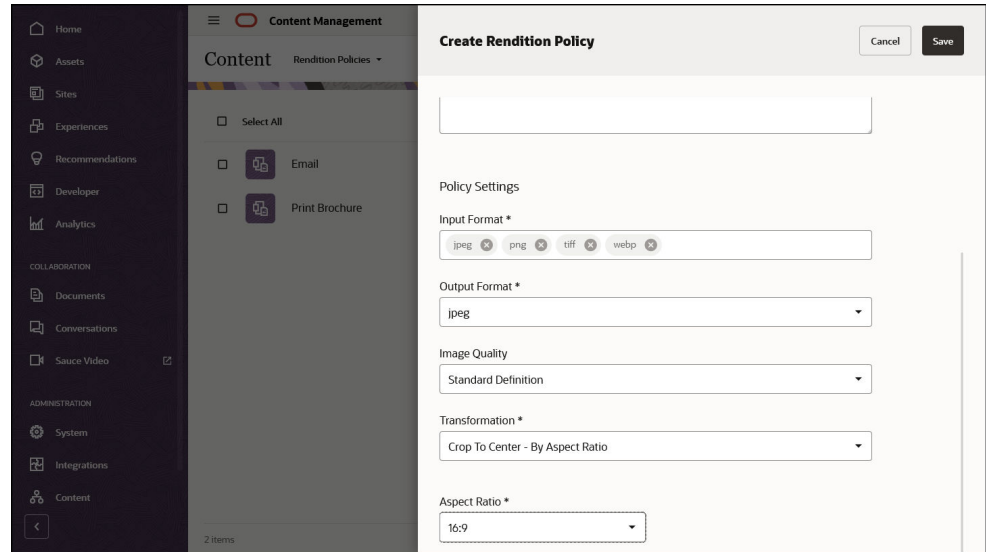 Home
Assets
Sites
Experiences
Recommendations
Developer
Analytics
COLLABORATION
Documents
Conversations
Sauce Video
ADMINISTRATION
System
Integrations
Content
Content Management
Content Rendition Policies
Select All
Email
Print Brochure
2 items
Create Rendition Policy
Cancel Save
Policy Settings
Input Format *
jpeg png tiff webp
Output Format *
jpeg
Image Quality
Standard Definition
Transformation *
Crop To Center - By Aspect Ratio
Aspect Ratio *
16:9